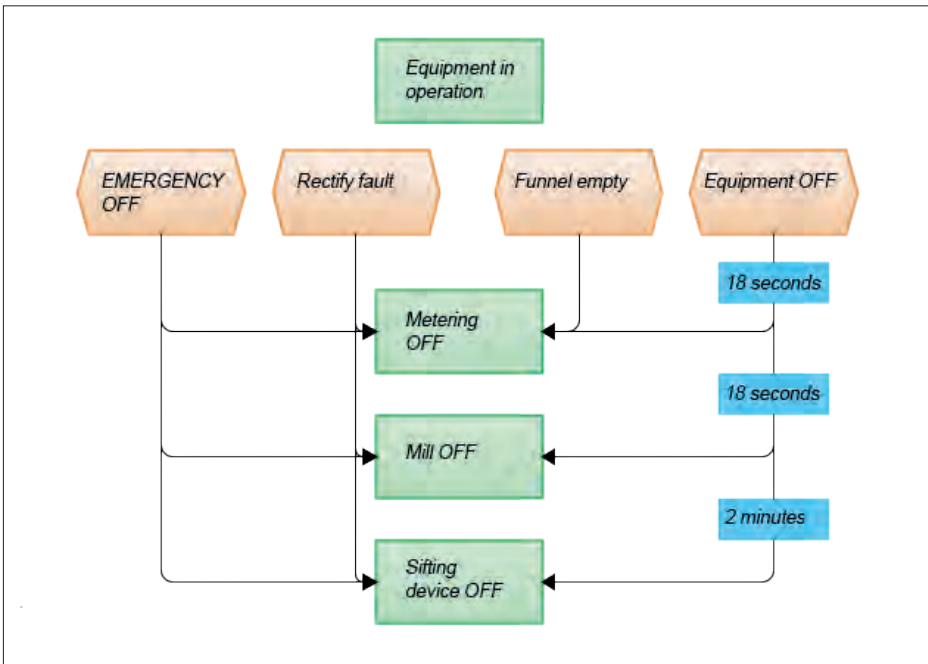 Equipment in
operation
EMERGENCY
OFF
Rectify fault
Funnel empty
Equipment OFF
18 seconds
Metering
OFF
18 seconds
Mill OFF
2 minutes
Sifting
device OFF